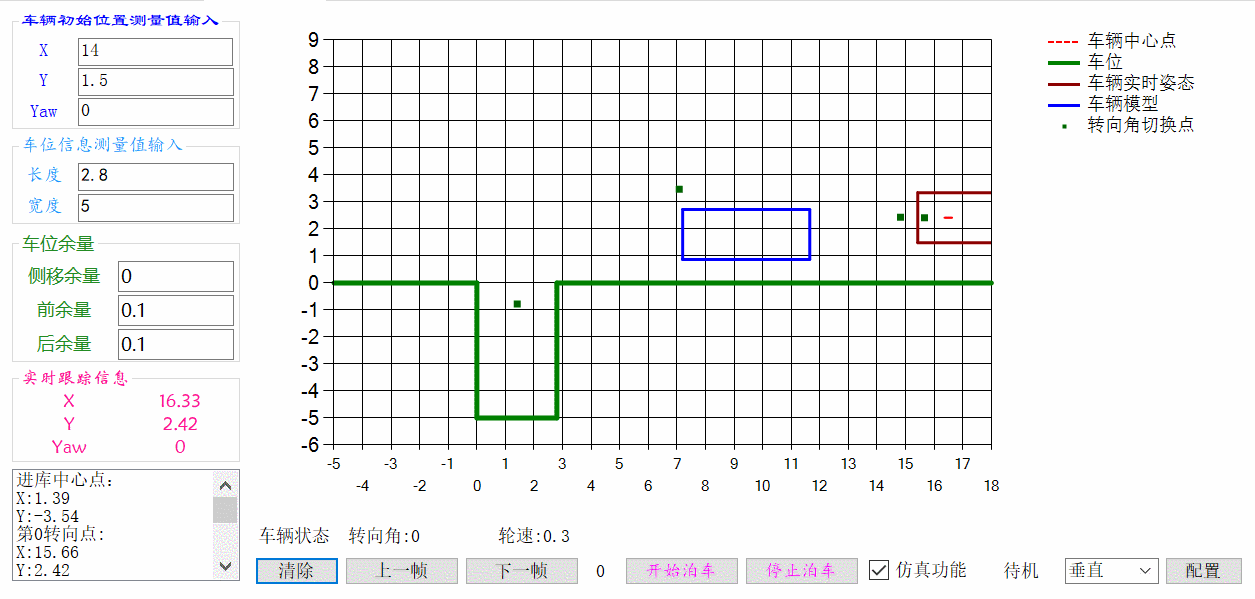 车辆初始位置测量值输入
X 14
Y 1.5
Yaw 0
车位信息测量值输入
长度 2.8
宽度 5
车位余量
侧移余量 0
前余量 0.1
后余量 0.1
实时跟踪信息
X 16.33
Y 2.42
Yaw 0
进库中心点:
X:1.39
Y:-3.54
第0转向点:
X:15.66
Y:2.42
9
8
7
6
5
4
3
2
1
0
-1
-2
-3
-4
-5
-6
-5 -3 -1 1 3 5 7 9 11 13 15 17
-4 -2 0 2 4 6 8 10 12 14 16 18
车辆中心点
车位
车辆实时姿态
车辆模型
转向角切换点
车辆状态 转向角:0 轮速:0.3
清除 上一帧 下一帧 0 开始泊车 停止泊车 仿真功能 待机 垂直 配置